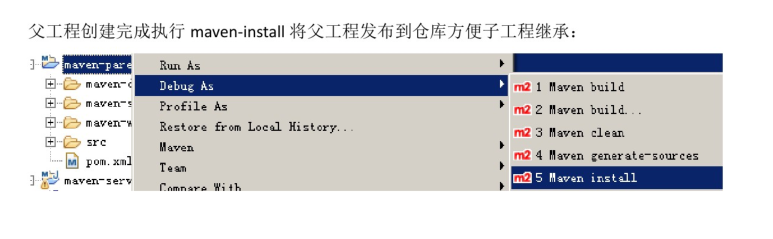 父工程创建完成执行 maven-install 将父工程发布到仓库方便子工程继承：
maven-pare
maven-d
maven-s
maven-w
src
pom.xml
maven-serv
Run As
Debug As
Profile As
Restore from Local History...
Maven
Team
Compare With
m2 1 Maven build
m2 2 Maven build...
m2 3 Maven clean
m2 4 Maven generate-sources
m2 5 Maven install